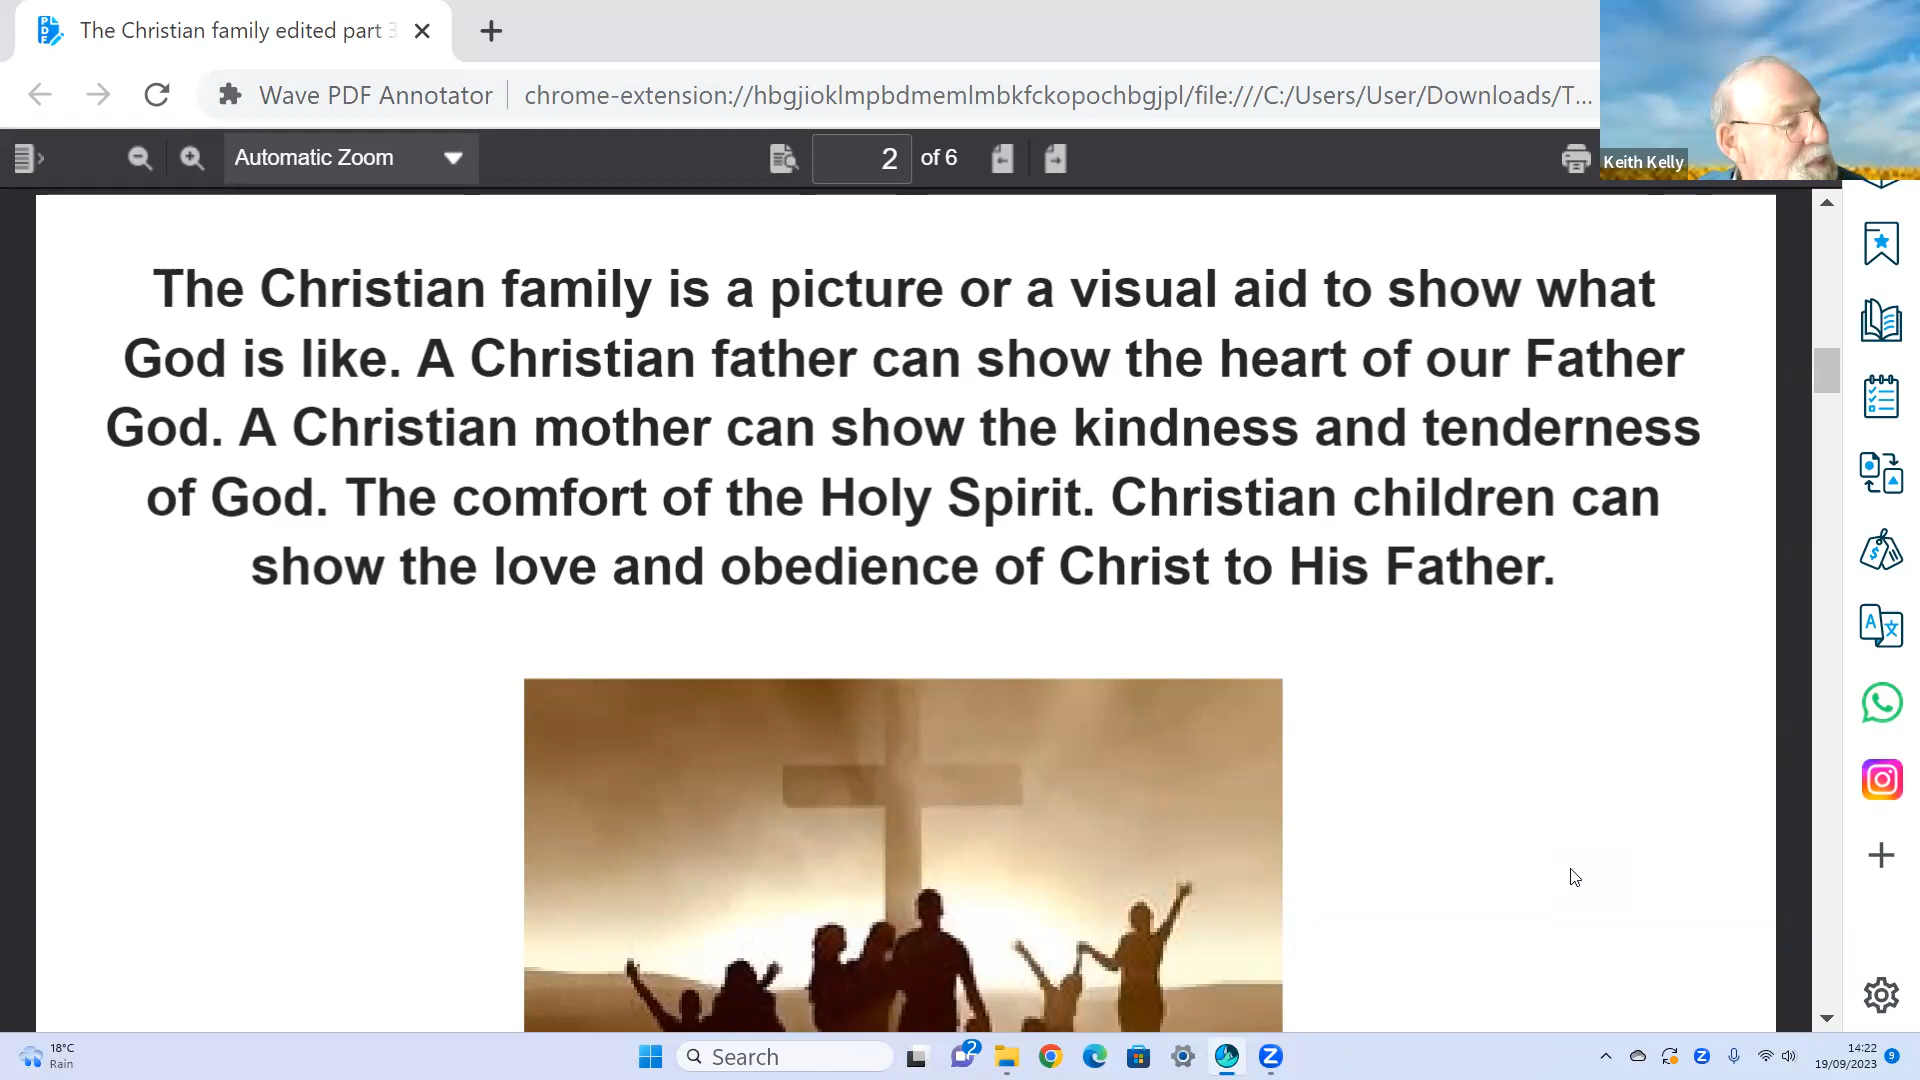 The Christian family edited part 3
Wave PDF Annotator
chrome-extension://hbgjioklmpbdmemlmbkfckopochbgjpl/file:///C:/Users/User/Downloads/T...
Automatic Zoom
2 of 6
Keith Kelly
The Christian family is a picture or a visual aid to show what
God is like. A Christian father can show the heart of our Father
God. A Christian mother can show the kindness and tenderness
of God. The comfort of the Holy Spirit. Christian children can
show the love and obedience of Christ to His Father.
18°C
Rain
Search
2
14:22
19/09/2023
9